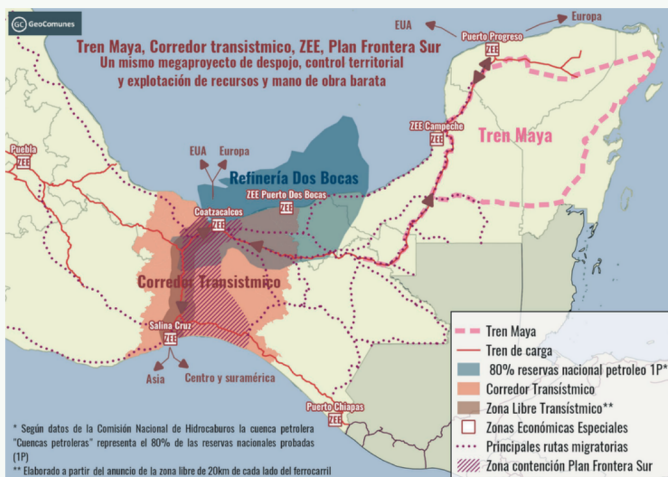 GC GeoComunes
Tren Maya, Corredor transístmico, ZEE, Plan Frontera Sur
Un mismo megaproyecto de despojo, control territorial
y explotación de recursos y mano de obra barata
EUA
Europa
Puerto Progreso
ZEE
ZEE Campeche
ZEE
Tren Maya
Puebla
ZEE
EUA
Europa
Refinería Dos Bocas
ZEE Puerto Dos Bocas
ZEE
Coatzacalcos
ZEE
Corredor Transístmico
Salina Cruz
ZEE
Asia
Centro y suramérica
Puerto Chiapas
ZEE
Tren Maya
Tren de carga
80% reservas nacional petroleo 1P*
Corredor Transístmico
Zona Libre Transístmico**
Zonas Económicas Especiales
Principales rutas migratorias
Zona contención Plan Frontera Sur
* Según datos de la Comisión Nacional de Hidrocaburos la cuenca petrolera
"Cuencas petroleras" representa el 80% de las reservas nacionales probadas
(1P)
** Elaborado a partir del anuncio de la zona libre de 20km de cada lado del ferrocarril